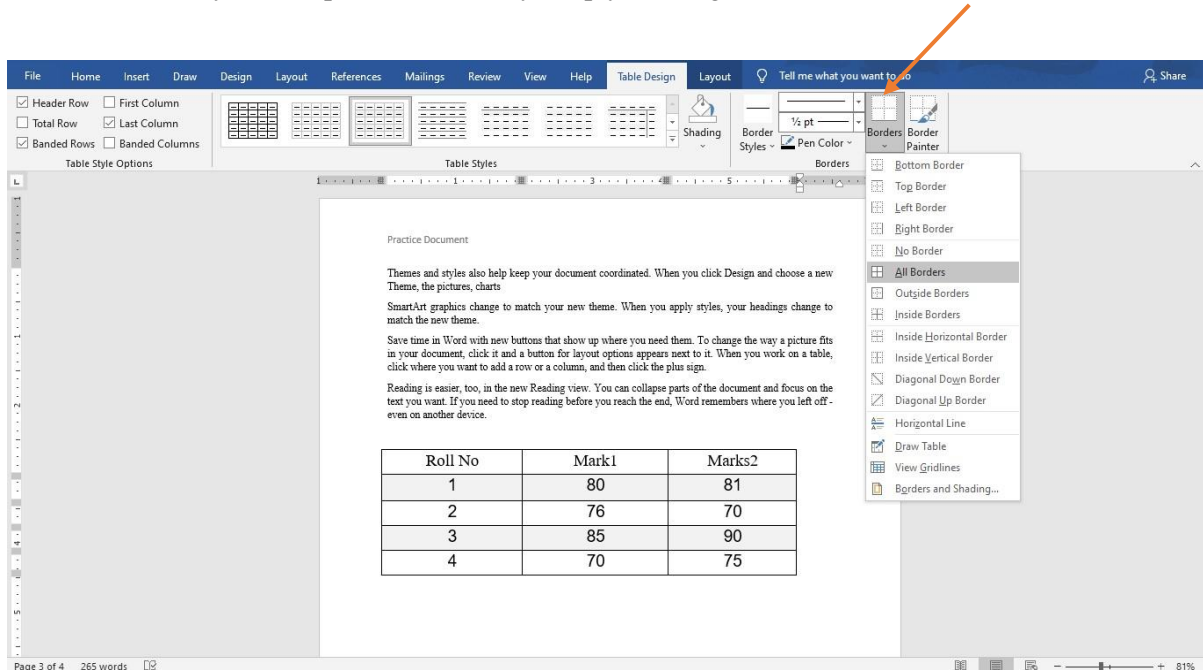 File Home Insert Draw Design Layout References Mailings Review View Help Table Design Layout Tell me what you want to do Share
Header Row First Column
Total Row Last Column
Banded Rows Banded Columns
Table Style Options
Table Styles
Shading
Border Styles
½ pt
Pen Color
Borders
Border Painter
Borders
Bottom Border
Top Border
Left Border
Right Border
No Border
All Borders
Outside Borders
Inside Borders
Inside Horizontal Border
Inside Vertical Border
Diagonal Down Border
Diagonal Up Border
Horizontal Line
Draw Table
View Gridlines
Borders and Shading...
Practice Document
Themes and styles also help keep your document coordinated. When you click Design and choose a new
Theme, the pictures, charts
SmartArt graphics change to match your new theme. When you apply styles, your headings change to
match the new theme.
Save time in Word with new buttons that show up where you need them. To change the way a picture fits
in your document, click it and a button for layout options appears next to it. When you work on a table,
click where you want to add a row or a column, and then click the plus sign.
Reading is easier, too, in the new Reading view. You can collapse parts of the document and focus on the
text you want. If you need to stop reading before you reach the end, Word remembers where you left off -
even on another device.
Roll No Mark1 Marks2
1 80 81
2 76 70
3 85 90
4 70 75
Page 3 of 4 265 words 81%